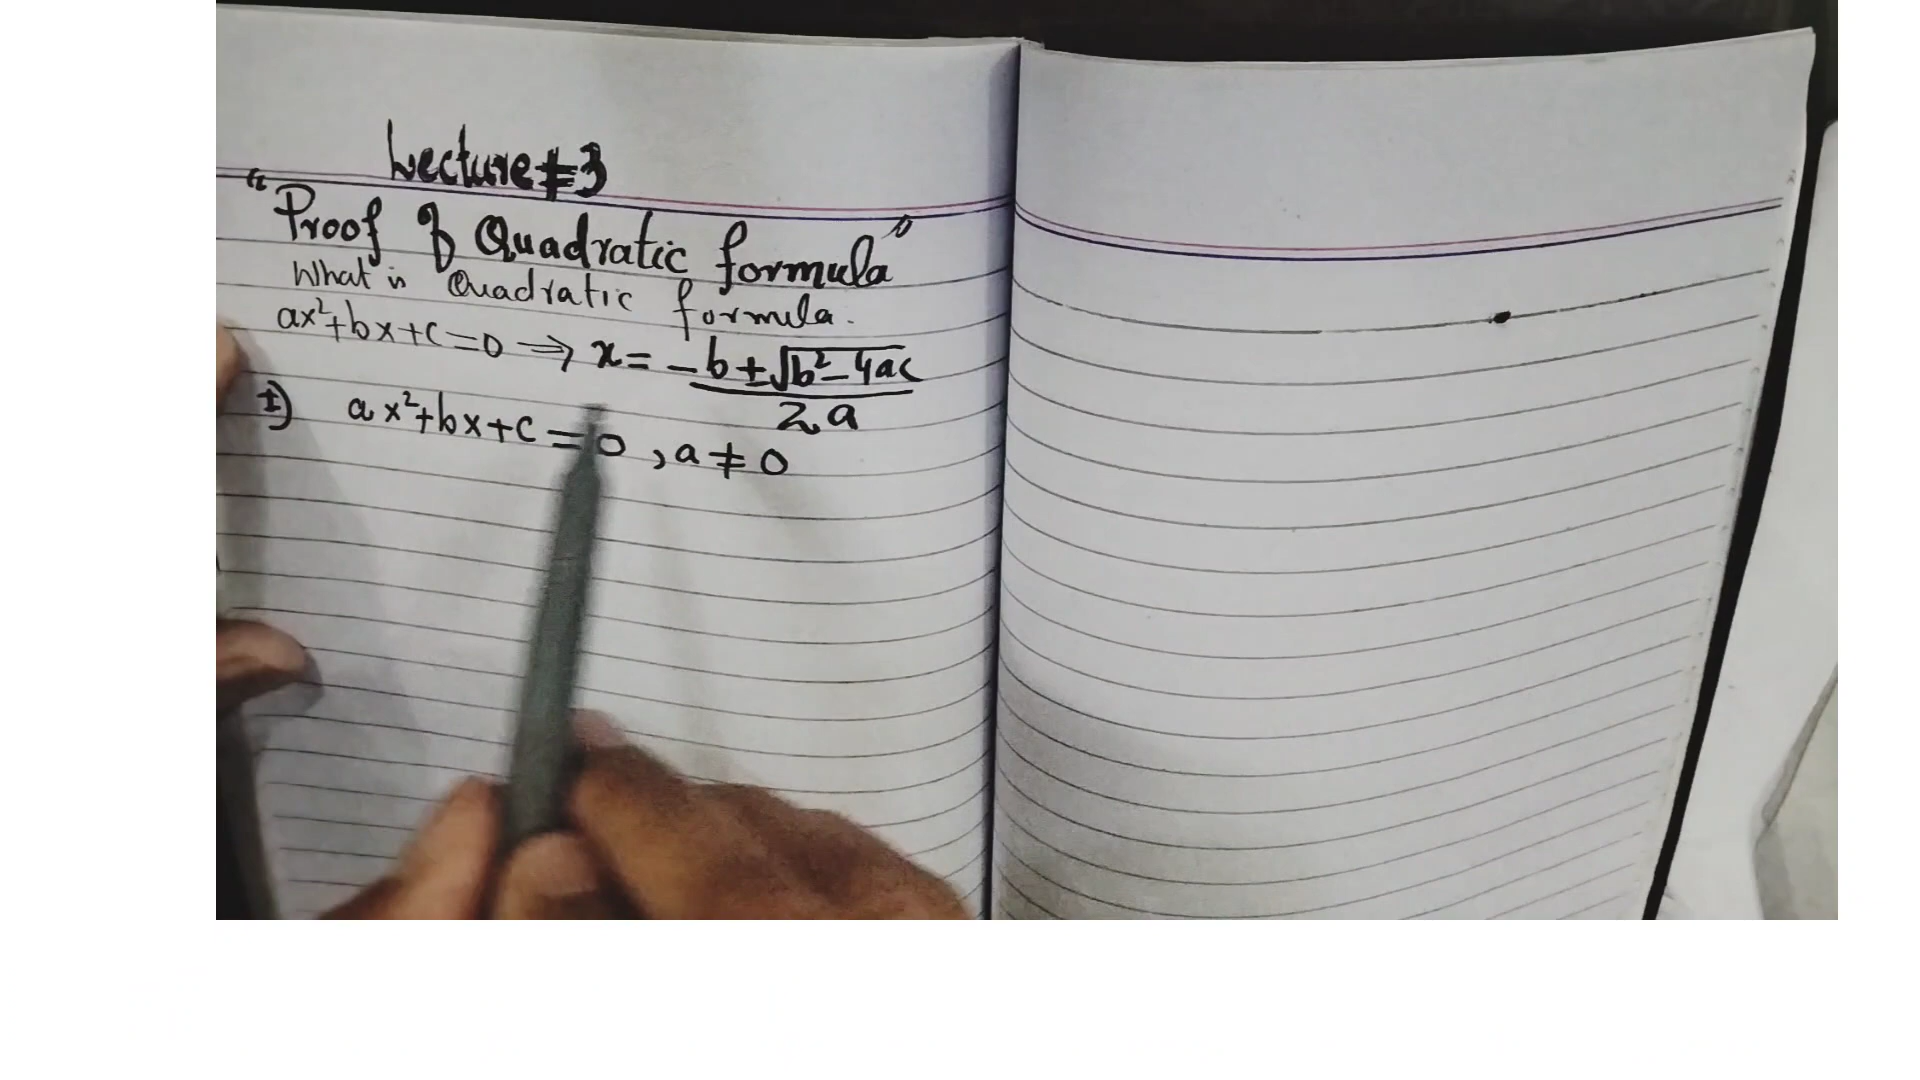 Lecture #3
"Proof of Quadratic formula"
What is Quadratic formula.
ax²+bx+c=0 ⇒ x = -b±√b²-4ac / 2a
I) ax²+bx+c=0, a≠0